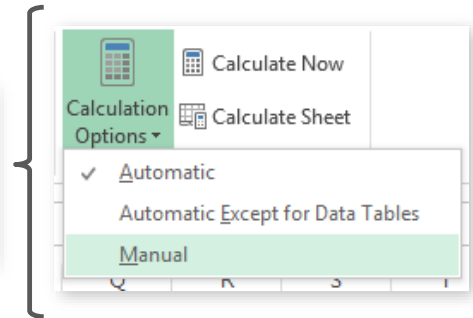 Calculate Now
Calculation
Options
Calculate Sheet
Automatic
Automatic Except for Data Tables
Manual
Q R S T